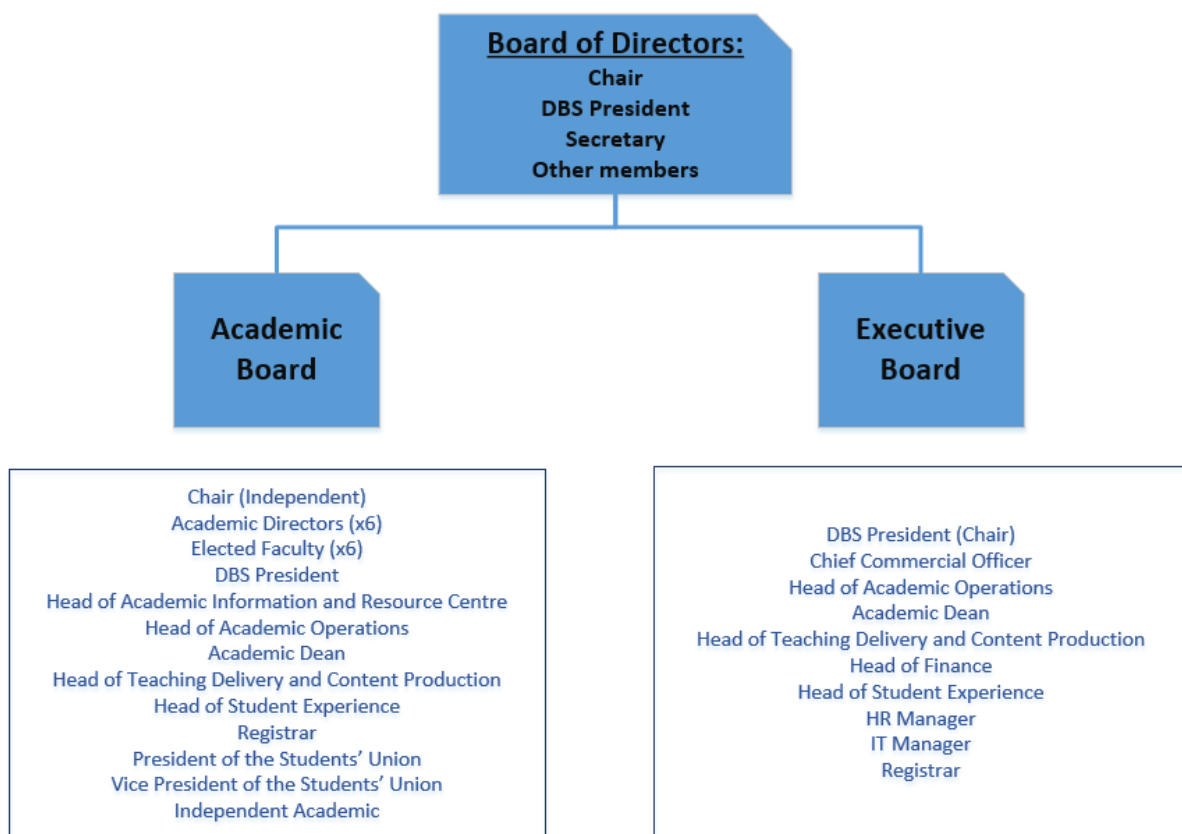 Board of Directors:
Chair
DBS President
Secretary
Other members
Academic
Board
Executive
Board
Chair (Independent)
Academic Directors (x6)
Elected Faculty (x6)
DBS President
Head of Academic Information and Resource Centre
Head of Academic Operations
Academic Dean
Head of Teaching Delivery and Content Production
Head of Student Experience
Registrar
President of the Students’ Union
Vice President of the Students’ Union
Independent Academic
DBS President (Chair)
Chief Commercial Officer
Head of Academic Operations
Academic Dean
Head of Teaching Delivery and Content Production
Head of Finance
Head of Student Experience
HR Manager
IT Manager
Registrar